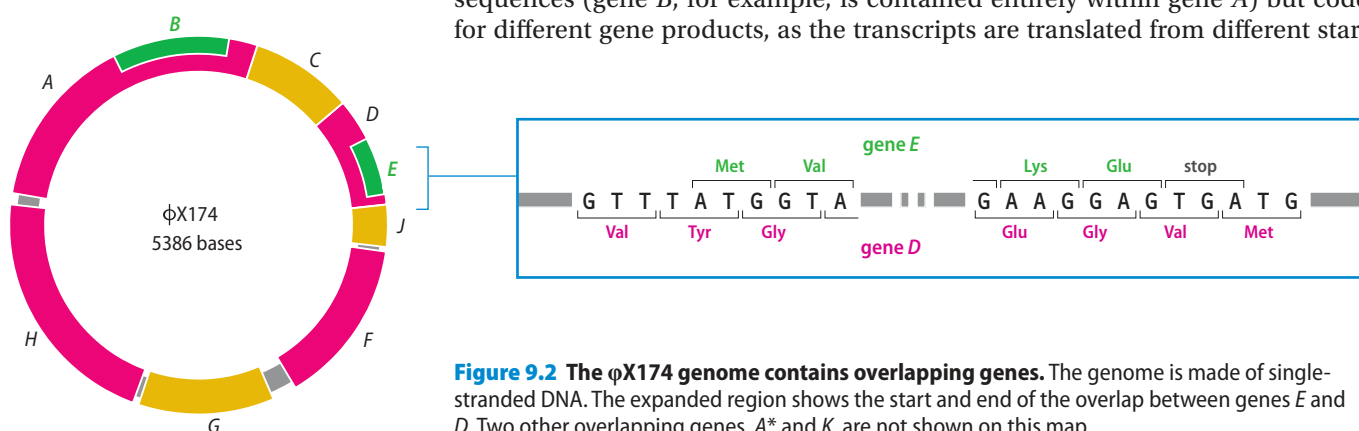 sequences (gene B, for example, is contained entirely within gene A) but code
for different gene products, as the transcripts are translated from different star
B
A
C
D
E
J
F
G
H
ϕX174
5386 bases
gene E
Met Val Lys Glu stop
G T T T A T G G T A G A A G G A G T G A T G
Val Tyr Gly Glu Gly Val Met
gene D
Figure 9.2 The φX174 genome contains overlapping genes. The genome is made of single-
stranded DNA. The expanded region shows the start and end of the overlap between genes E and
D. Two other overlapping genes, A* and K, are not shown on this map.